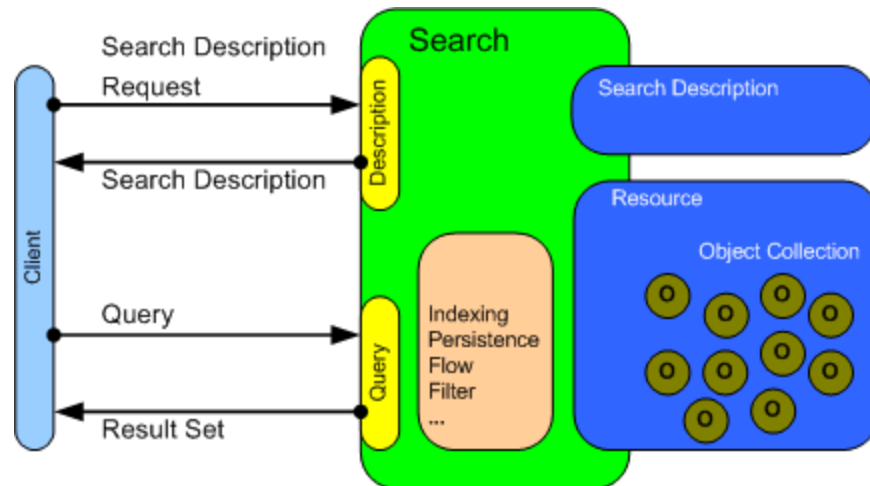 Search Description
Request
Search Description
Client
Query
Result Set
Search
Description
Query
Indexing
Persistence
Flow
Filter
...
Search Description
Resource
Object Collection
O
O
O
O
O
O
O
O
O
O